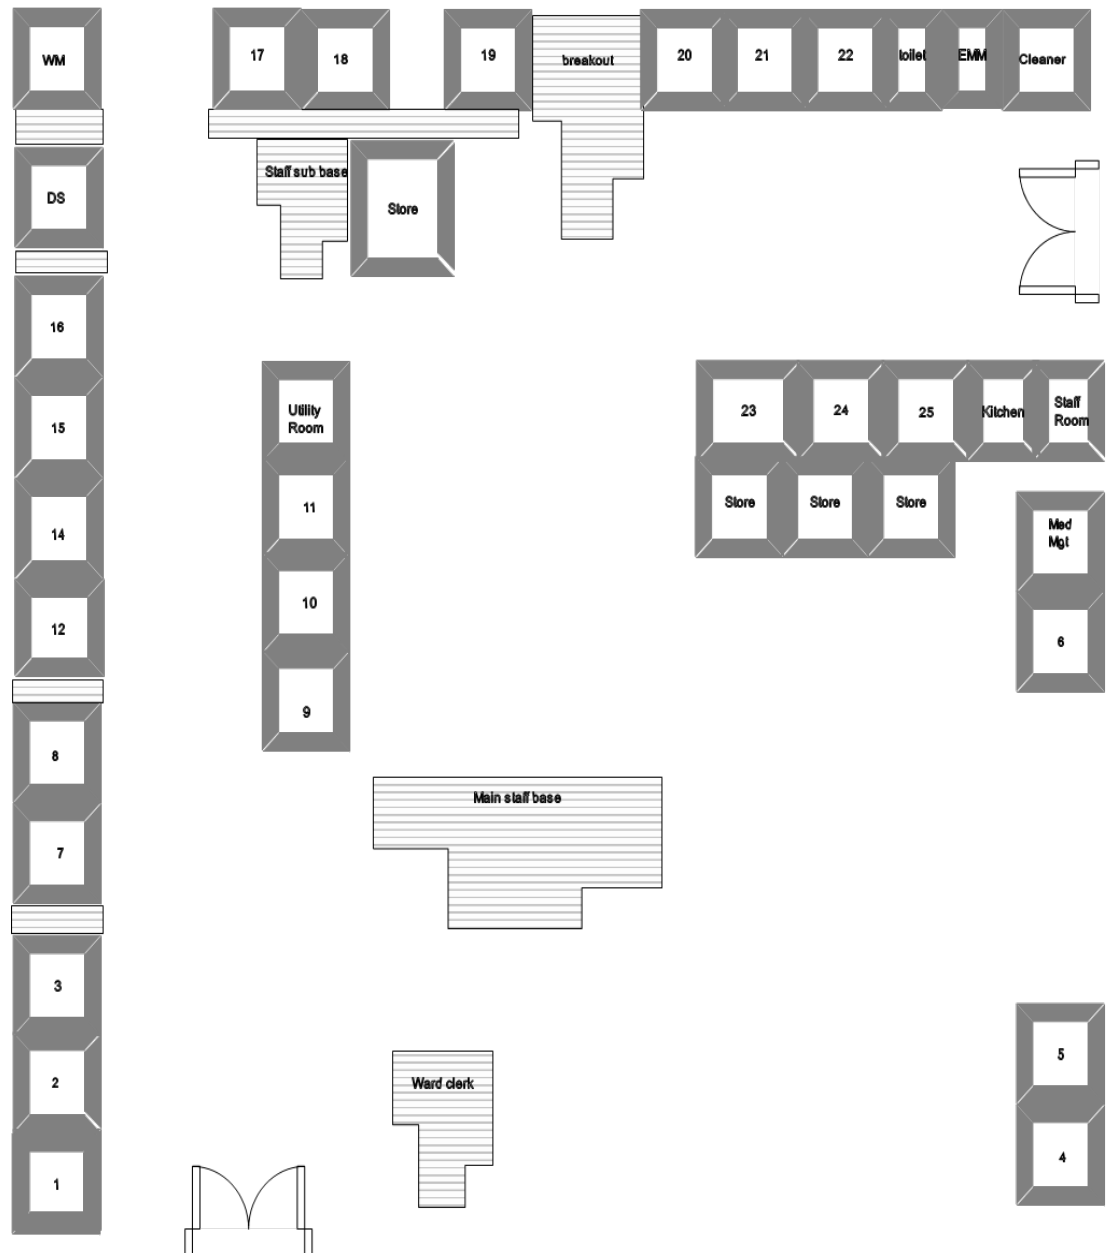 WM
17
18
19
breakout
20
21
22
toilet
EMM
Cleaner
DS
Staff sub base
Store
16
15
14
12
Utility
Room
11
10
9
23
24
25
Kitchen
Staff
Room
Store
Store
Store
Med
Mgt
6
8
7
Main staff base
3
2
1
Ward clerk
5
4